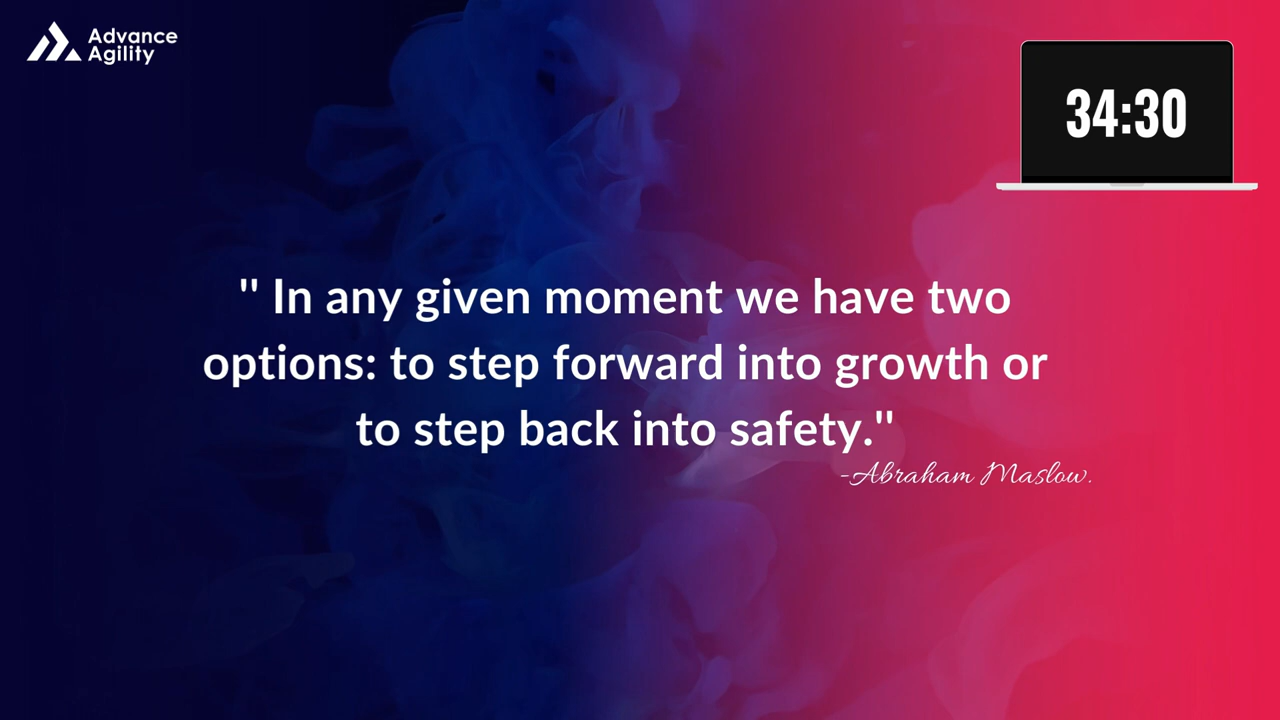 Advance
Agility
34:30
" In any given moment we have two
options: to step forward into growth or
to step back into safety."
-Abraham Maslow.